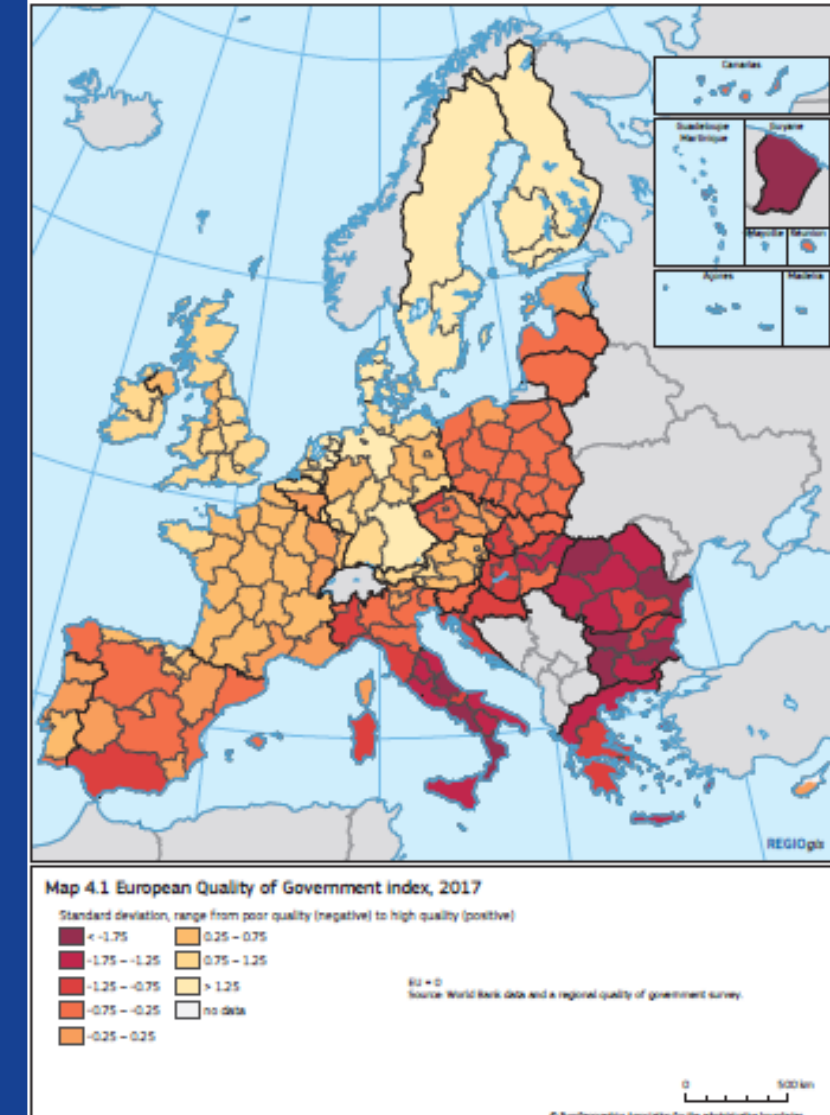 Canarias
Guadeloupe
Martinique
Guyane
Mayotte
Réunion
Açores
Madeira
REGIOgis
Map 4.1 European Quality of Government index, 2017
Standard deviation, range from poor quality (negative) to high quality (positive)
< -1.75
-1.75 – -1.25
-1.25 – -0.75
-0.75 – -0.25
-0.25 – 0.25
0.25 – 0.75
0.75 – 1.25
> 1.25
no data
EU = 0
Source: World Bank data and a regional quality of government survey.
0 500 km